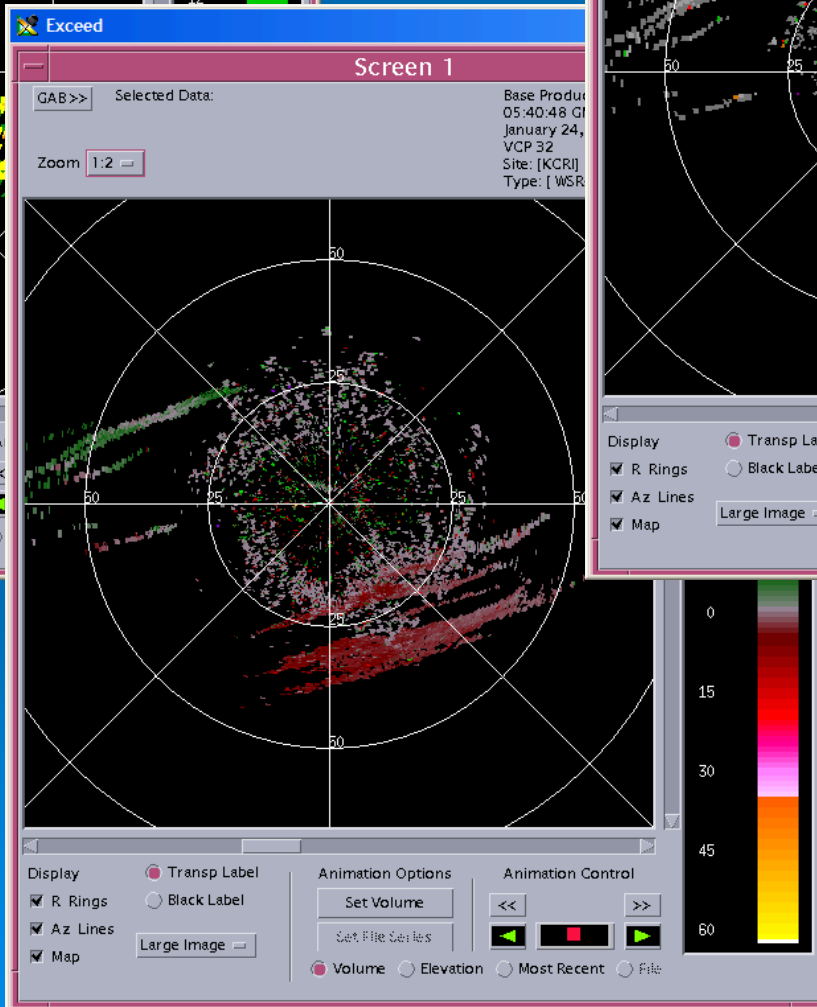 Exceed
Screen 1
GAB>>
Selected Data:
Base Produ
05:40:48 G
January 24,
VCP 32
Site: [KCRI]
Type: [ WSR-
Zoom
1:2
50
25
50
25
25
50
25
50
Display
Transp Label
R Rings
Black Label
Az Lines
Map
Large Image
Animation Options
Set Volume
Set File Series
Animation Control
<<
>>
Volume
Elevation
Most Recent
File
50
25
Display
Transp La
R Rings
Black Labe
Az Lines
Map
Large Image
0
15
30
45
60